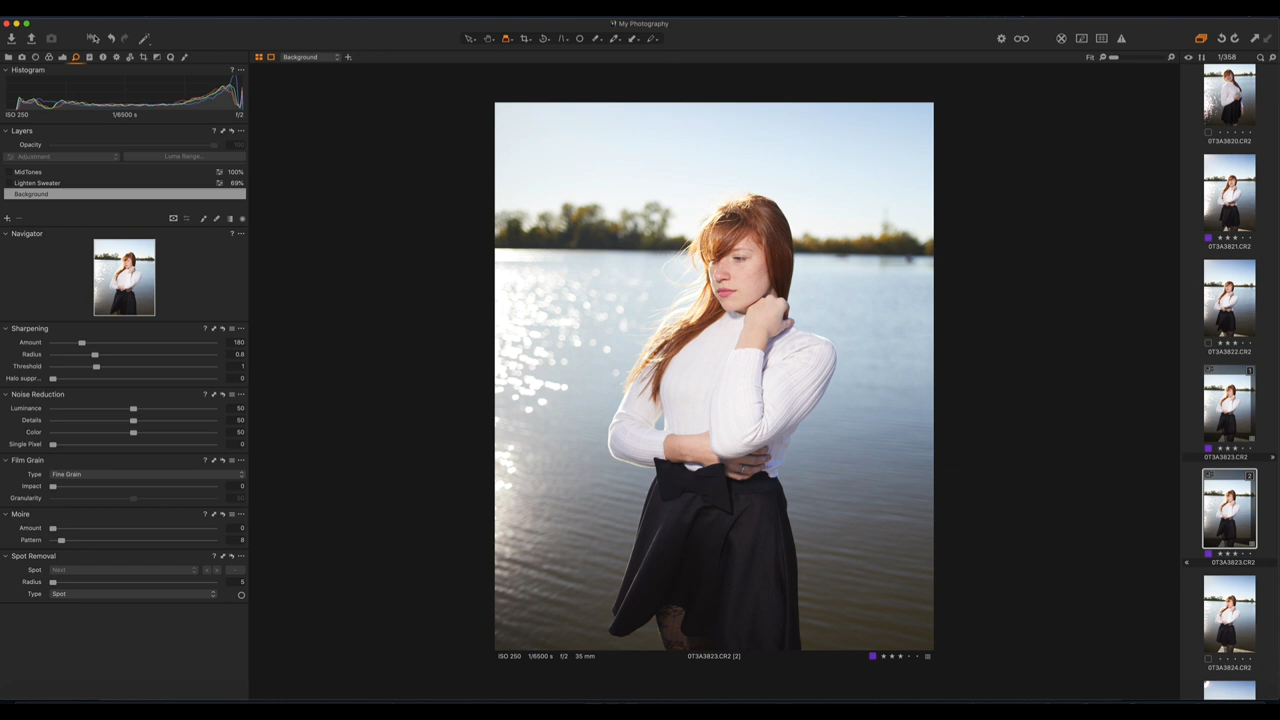 My Photography
Background
Fit
1/358
Histogram
?
ISO 250 1/6500 s f/2
Layers
?
Opacity 100
Adjustment Luma Range...
MidTones 100%
Lighten Sweater 69%
Background
Navigator
?
Sharpening
?
Amount 180
Radius 0.8
Threshold 1
Halo suppr... 0
Noise Reduction
?
Luminance 50
Details 50
Color 50
Single Pixel 0
Film Grain
?
Type Fine Grain
Impact 0
Granularity
Moire
?
Amount 0
Pattern 8
Spot Removal
?
Spot Next
Radius 5
Type Spot
ISO 250 1/6500 s f/2 35 mm 0T3A3823.CR2 [2]
0T3A3820.CR2
0T3A3821.CR2
0T3A3822.CR2
1
0T3A3823.CR2
2
0T3A3823.CR2
0T3A3824.CR2